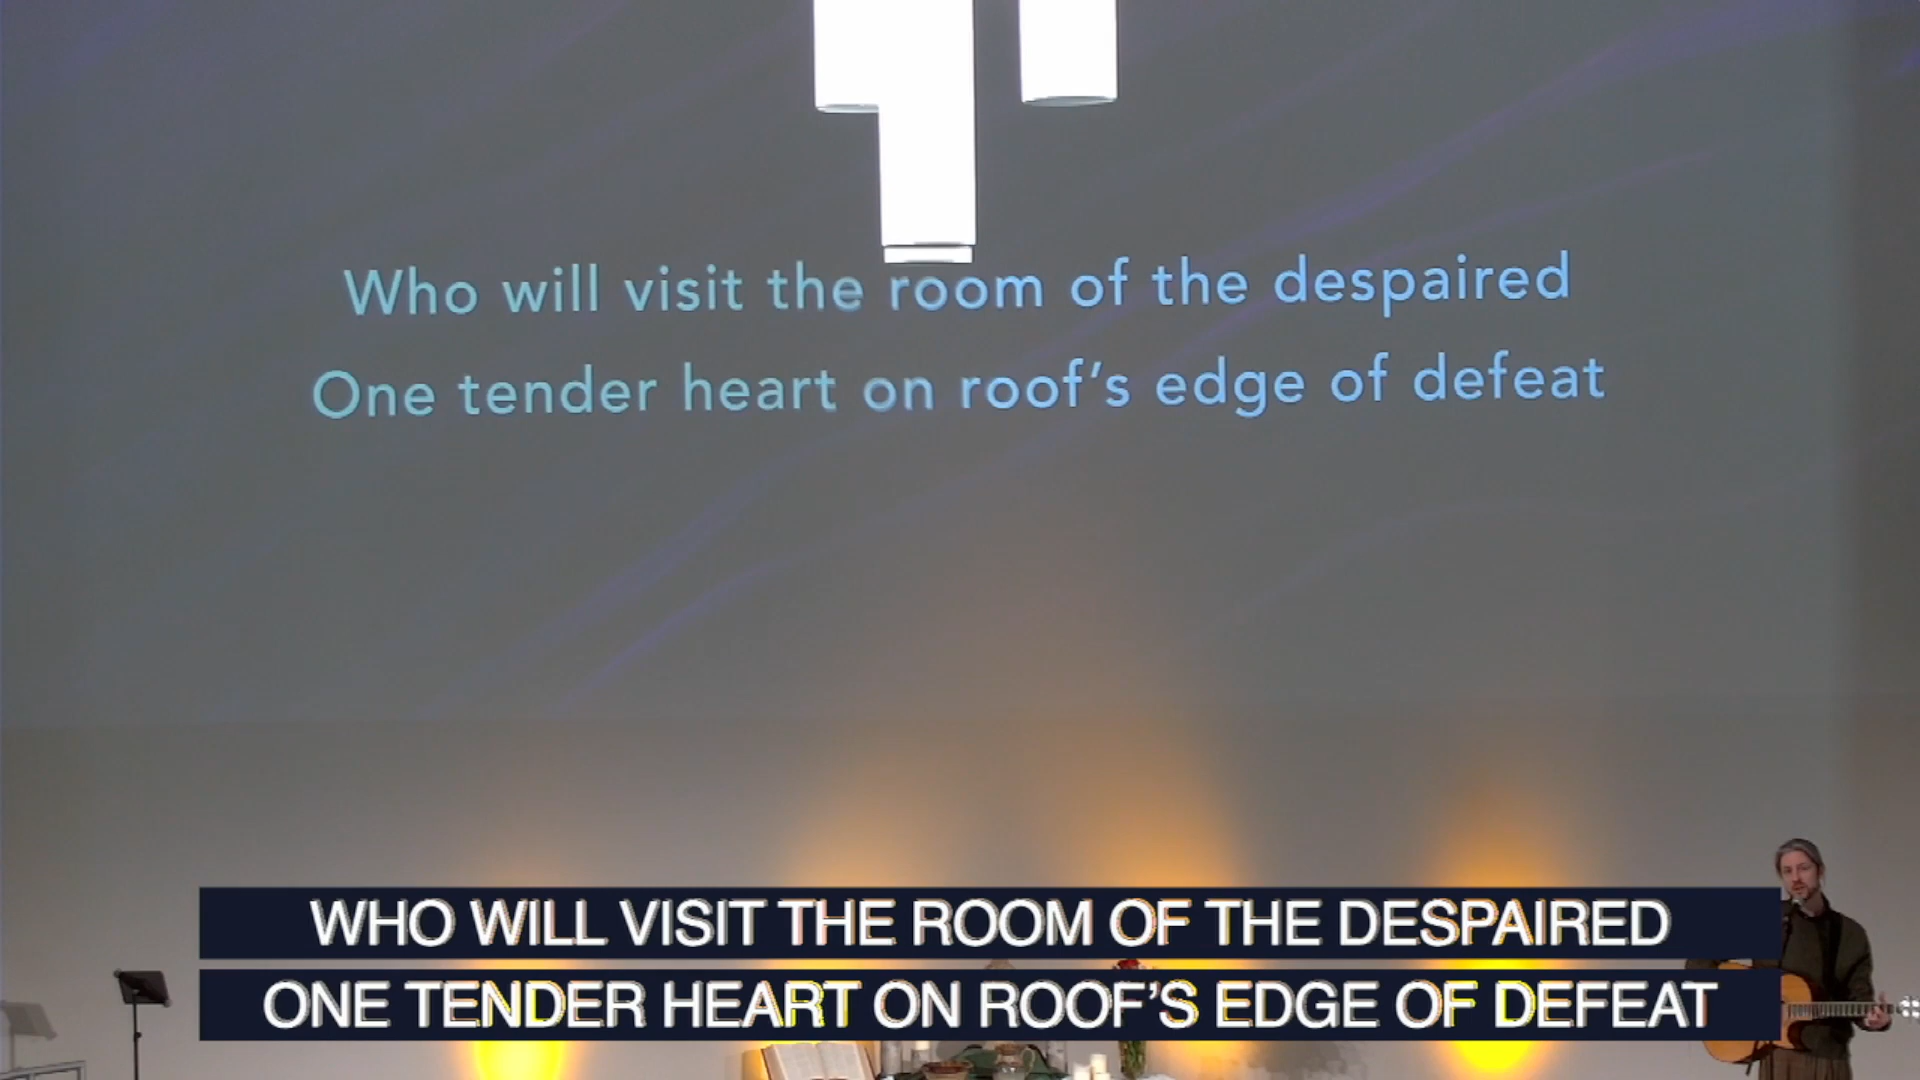 Who will visit the room of the despaired
One tender heart on roof’s edge of defeat
WHO WILL VISIT THE ROOM OF THE DESPAIRED
ONE TENDER HEART ON ROOF’S EDGE OF DEFEAT